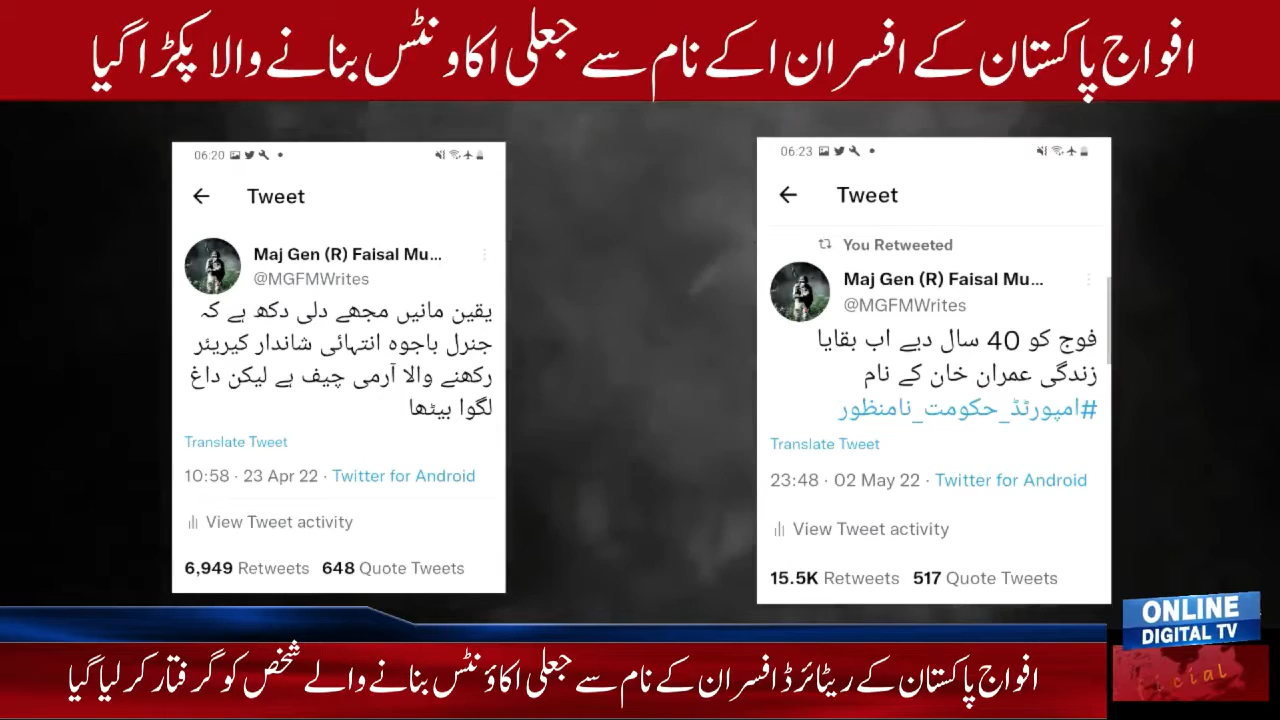 افواج پاکستان کے افسران اکے نام سے جعلی اکاونٹس بنانے والا پکڑا گیا
06:20
Tweet
Maj Gen (R) Faisal Mu...
@MGFMWrites
یقین مانیں مجھے دلی دکھ ہے کہ
جنرل باجوہ انتہائی شاندار کیریئر
رکھنے والا آرمی چیف ہے لیکن داغ
لگوا بیٹھا
Translate Tweet
10:58 · 23 Apr 22 · Twitter for Android
View Tweet activity
6,949 Retweets 648 Quote Tweets
06:23
Tweet
You Retweeted
Maj Gen (R) Faisal Mu...
@MGFMWrites
فوج کو 40 سال دیے اب بقایا
زندگی عمران خان کے نام
#امپورٹڈ_حکومت_نامنظور
Translate Tweet
23:48 · 02 May 22 · Twitter for Android
View Tweet activity
15.5K Retweets 517 Quote Tweets
ONLINE
DIGITAL TV
icial
افواج پاکستان کے ریٹائرڈ افسران کے نام سے جعلی اکاؤنٹس بنانے والے شخص کو گرفتار کر لیا گیا